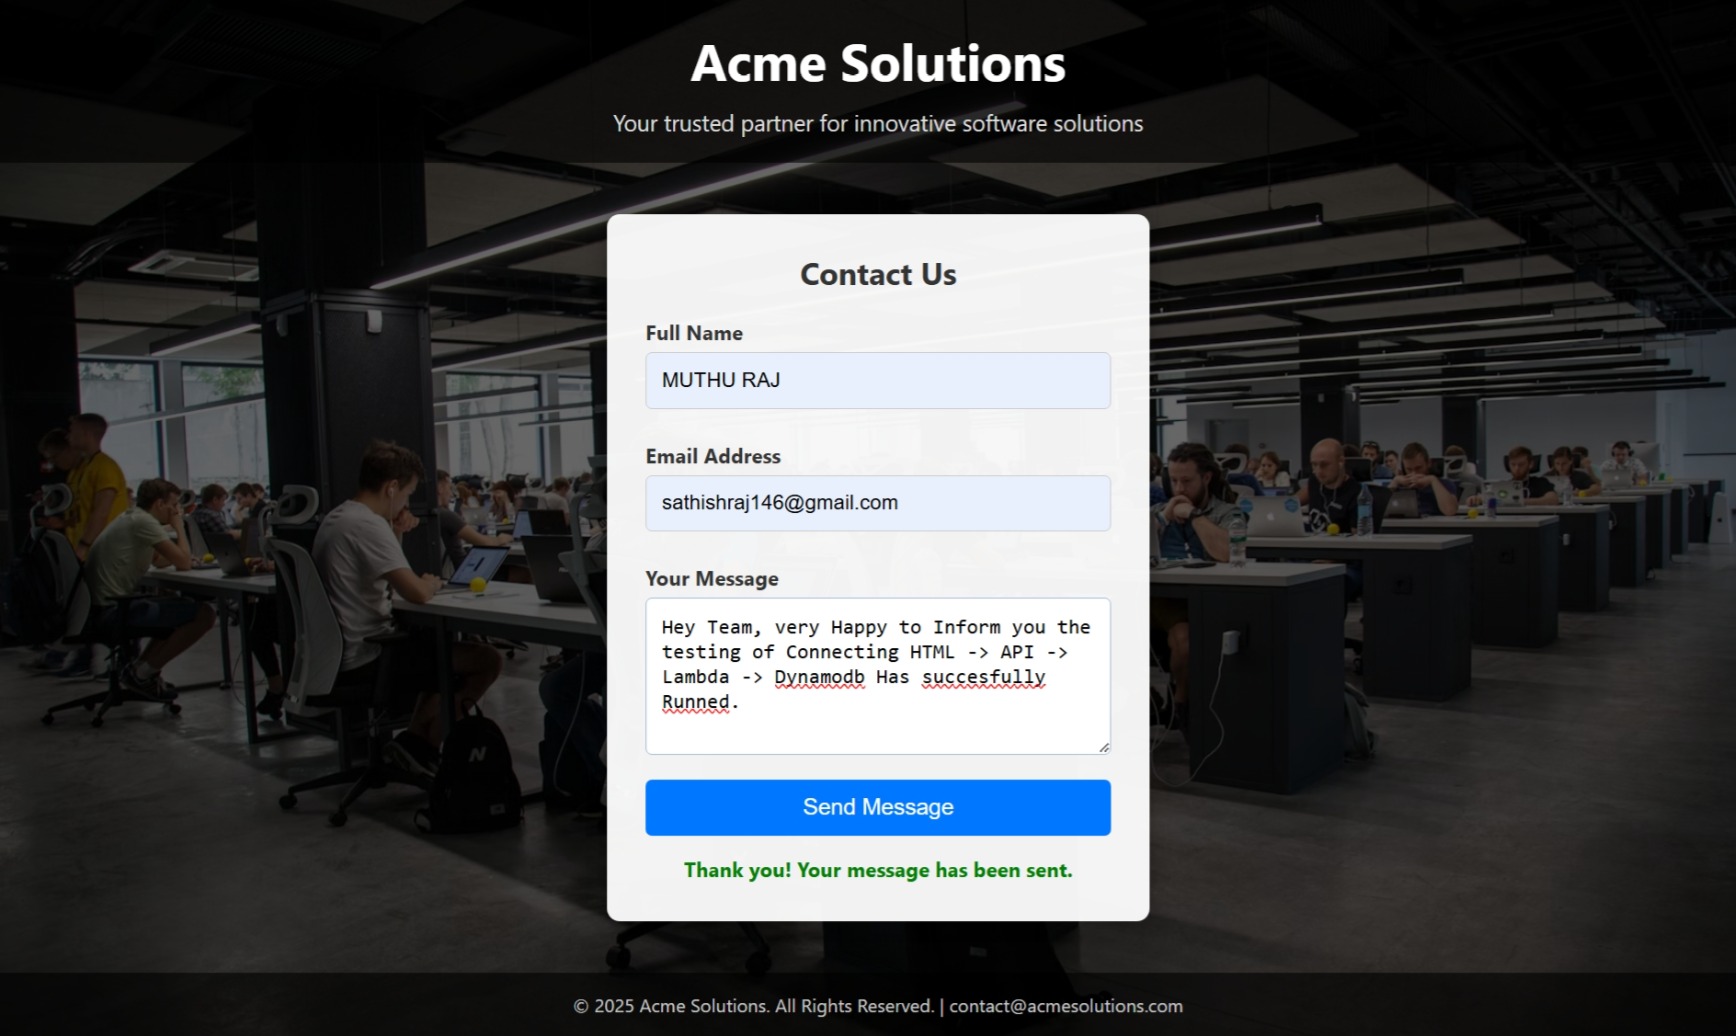 Acme Solutions
Your trusted partner for innovative software solutions
Contact Us
Full Name
MUTHU RAJ
Email Address
sathishraj146@gmail.com
Your Message
Hey Team, very Happy to Inform you the
testing of Connecting HTML -> API ->
Lambda -> Dynamodb Has succesfully
Runned.
Send Message
Thank you! Your message has been sent.
© 2025 Acme Solutions. All Rights Reserved. | contact@acmesolutions.com